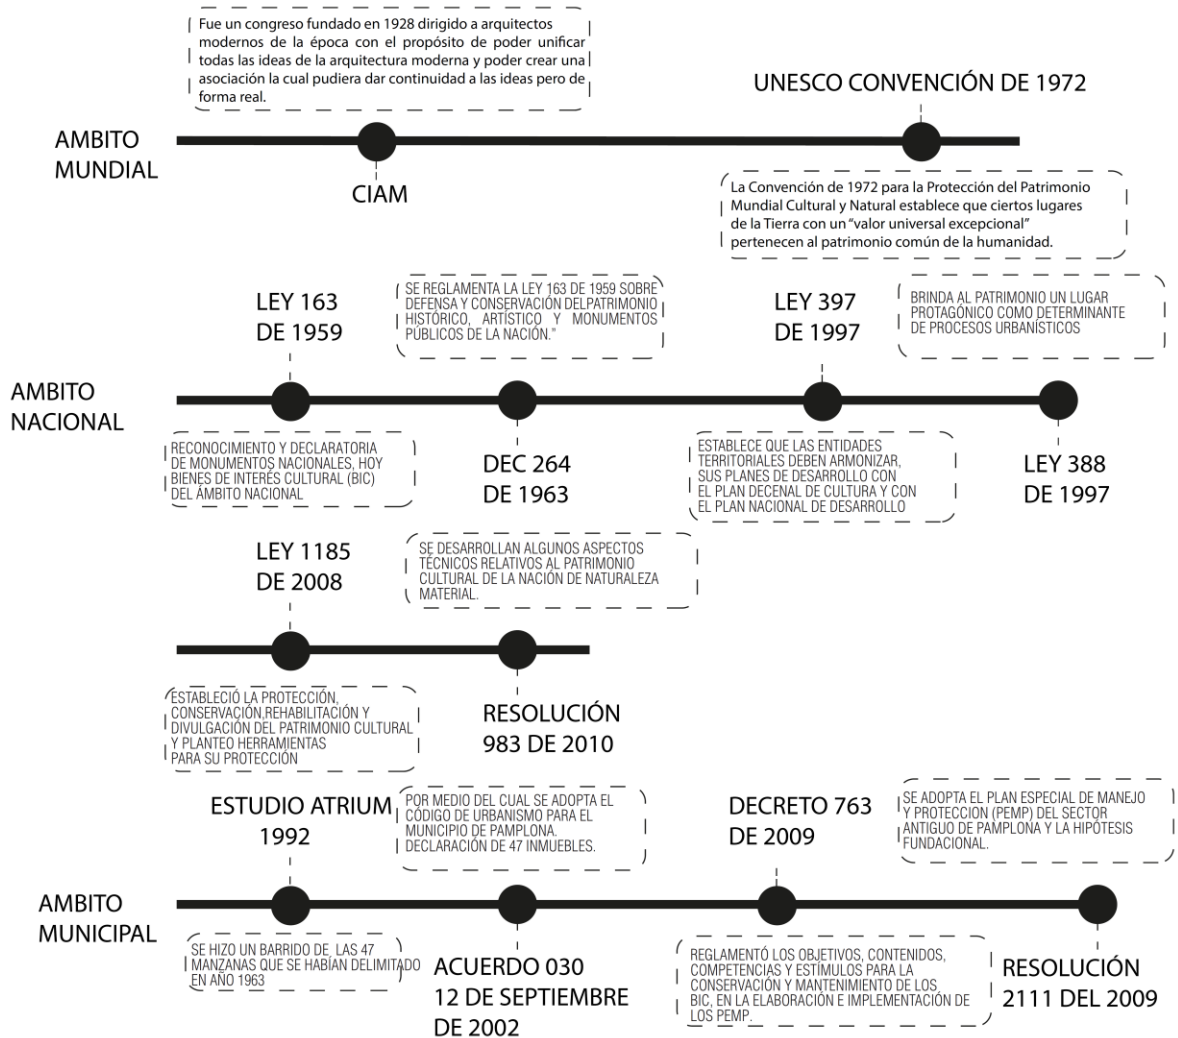 Fue un congreso fundado en 1928 dirigido a arquitectos
modernos de la época con el propósito de poder unificar
todas las ideas de la arquitectura moderna y poder crear una
asociación la cual pudiera dar continuidad a las ideas pero de
forma real.
UNESCO CONVENCIÓN DE 1972
AMBITO
MUNDIAL
CIAM
La Convención de 1972 para la Protección del Patrimonio
Mundial Cultural y Natural establece que ciertos lugares
de la Tierra con un “valor universal excepcional”
pertenecen al patrimonio común de la humanidad.
LEY 163
DE 1959
SE REGLAMENTA LA LEY 163 DE 1959 SOBRE
DEFENSA Y CONSERVACIÓN DELPATRIMONIO
HISTÓRICO, ARTÍSTICO Y MONUMENTOS
PÚBLICOS DE LA NACIÓN.”
LEY 397
DE 1997
BRINDA AL PATRIMONIO UN LUGAR
PROTAGÓNICO COMO DETERMINANTE
DE PROCESOS URBANÍSTICOS
AMBITO
NACIONAL
RECONOCIMIENTO Y DECLARATORIA
DE MONUMENTOS NACIONALES, HOY
BIENES DE INTERÉS CULTURAL (BIC)
DEL ÁMBITO NACIONAL
DEC 264
DE 1963
ESTABLECE QUE LAS ENTIDADES
TERRITORIALES DEBEN ARMONIZAR,
SUS PLANES DE DESARROLLO CON
EL PLAN DECENAL DE CULTURA Y CON
EL PLAN NACIONAL DE DESARROLLO
LEY 388
DE 1997
LEY 1185
DE 2008
SE DESARROLLAN ALGUNOS ASPECTOS
TÉCNICOS RELATIVOS AL PATRIMONIO
CULTURAL DE LA NACIÓN DE NATURALEZA
MATERIAL.
ESTABLECIÓ LA PROTECCIÓN,
CONSERVACIÓN,REHABILITACIÓN Y
DIVULGACIÓN DEL PATRIMONIO CULTURAL
Y PLANTEO HERRAMIENTAS
PARA SU PROTECCIÓN
RESOLUCIÓN
983 DE 2010
ESTUDIO ATRIUM
1992
POR MEDIO DEL CUAL SE ADOPTA EL
CÓDIGO DE URBANISMO PARA EL
MUNICIPIO DE PAMPLONA.
DECLARACIÓN DE 47 INMUEBLES.
DECRETO 763
DE 2009
SE ADOPTA EL PLAN ESPECIAL DE MANEJO
Y PROTECCION (PEMP) DEL SECTOR
ANTIGUO DE PAMPLONA Y LA HIPÓTESIS
FUNDACIONAL.
AMBITO
MUNICIPAL
SE HIZO UN BARRIDO DE LAS 47
MANZANAS QUE SE HABÍAN DELIMITADO
EN AÑO 1963
ACUERDO 030
12 DE SEPTIEMBRE
DE 2002
REGLAMENTÓ LOS OBJETIVOS, CONTENIDOS,
COMPETENCIAS Y ESTÍMULOS PARA LA
CONSERVACIÓN Y MANTENIMIENTO DE LOS
BIC, EN LA ELABORACIÓN E IMPLEMENTACIÓN DE
LOS PEMP.
RESOLUCIÓN
2111 DEL 2009